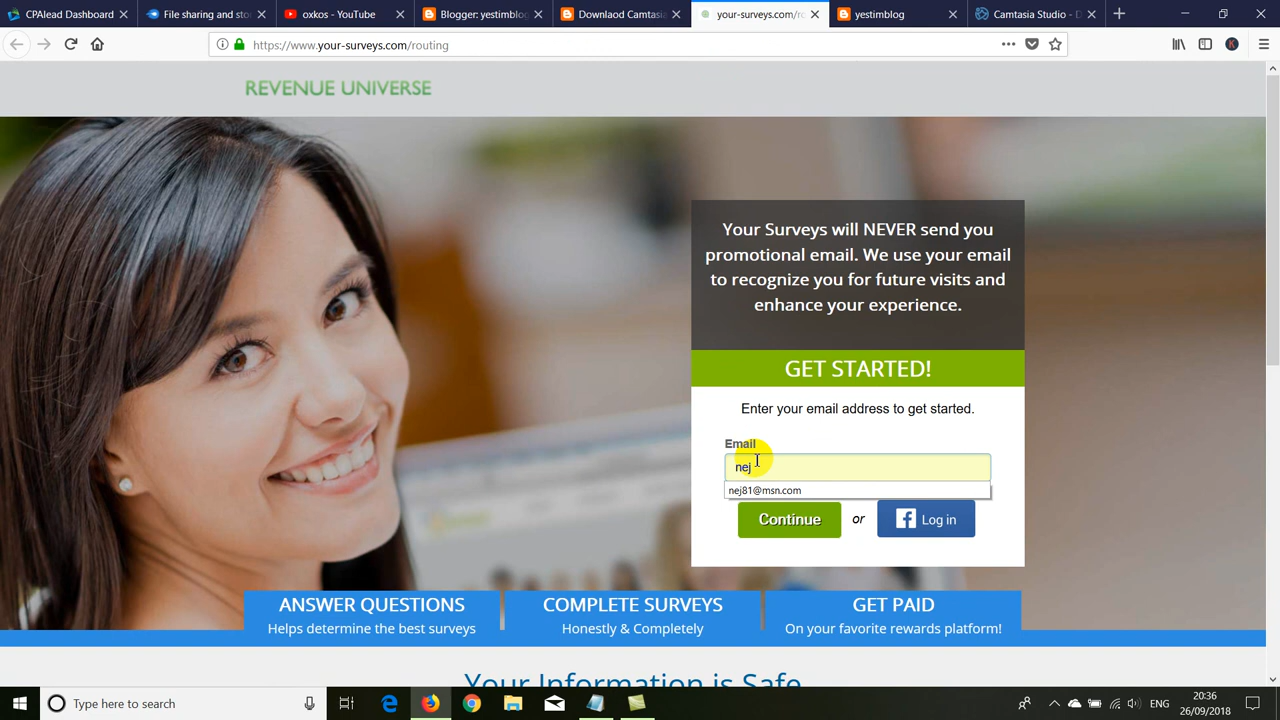 CPAlead Dashboard
File sharing and sto
oxkos - YouTube
Blogger: yestimblog
Downlaod Camtasia
your-surveys.com/ro
yestimblog
Camtasia Studio - D
https://www.your-surveys.com/routing
REVENUE UNIVERSE
Your Surveys will NEVER send you
promotional email. We use your email
to recognize you for future visits and
enhance your experience.
GET STARTED!
Enter your email address to get started.
Email
nej
nej81@msn.com
Continue or Log in
ANSWER QUESTIONS
Helps determine the best surveys
COMPLETE SURVEYS
Honestly & Completely
GET PAID
On your favorite rewards platform!
Your Information is Safe
Type here to search
ENG
20:36
26/09/2018